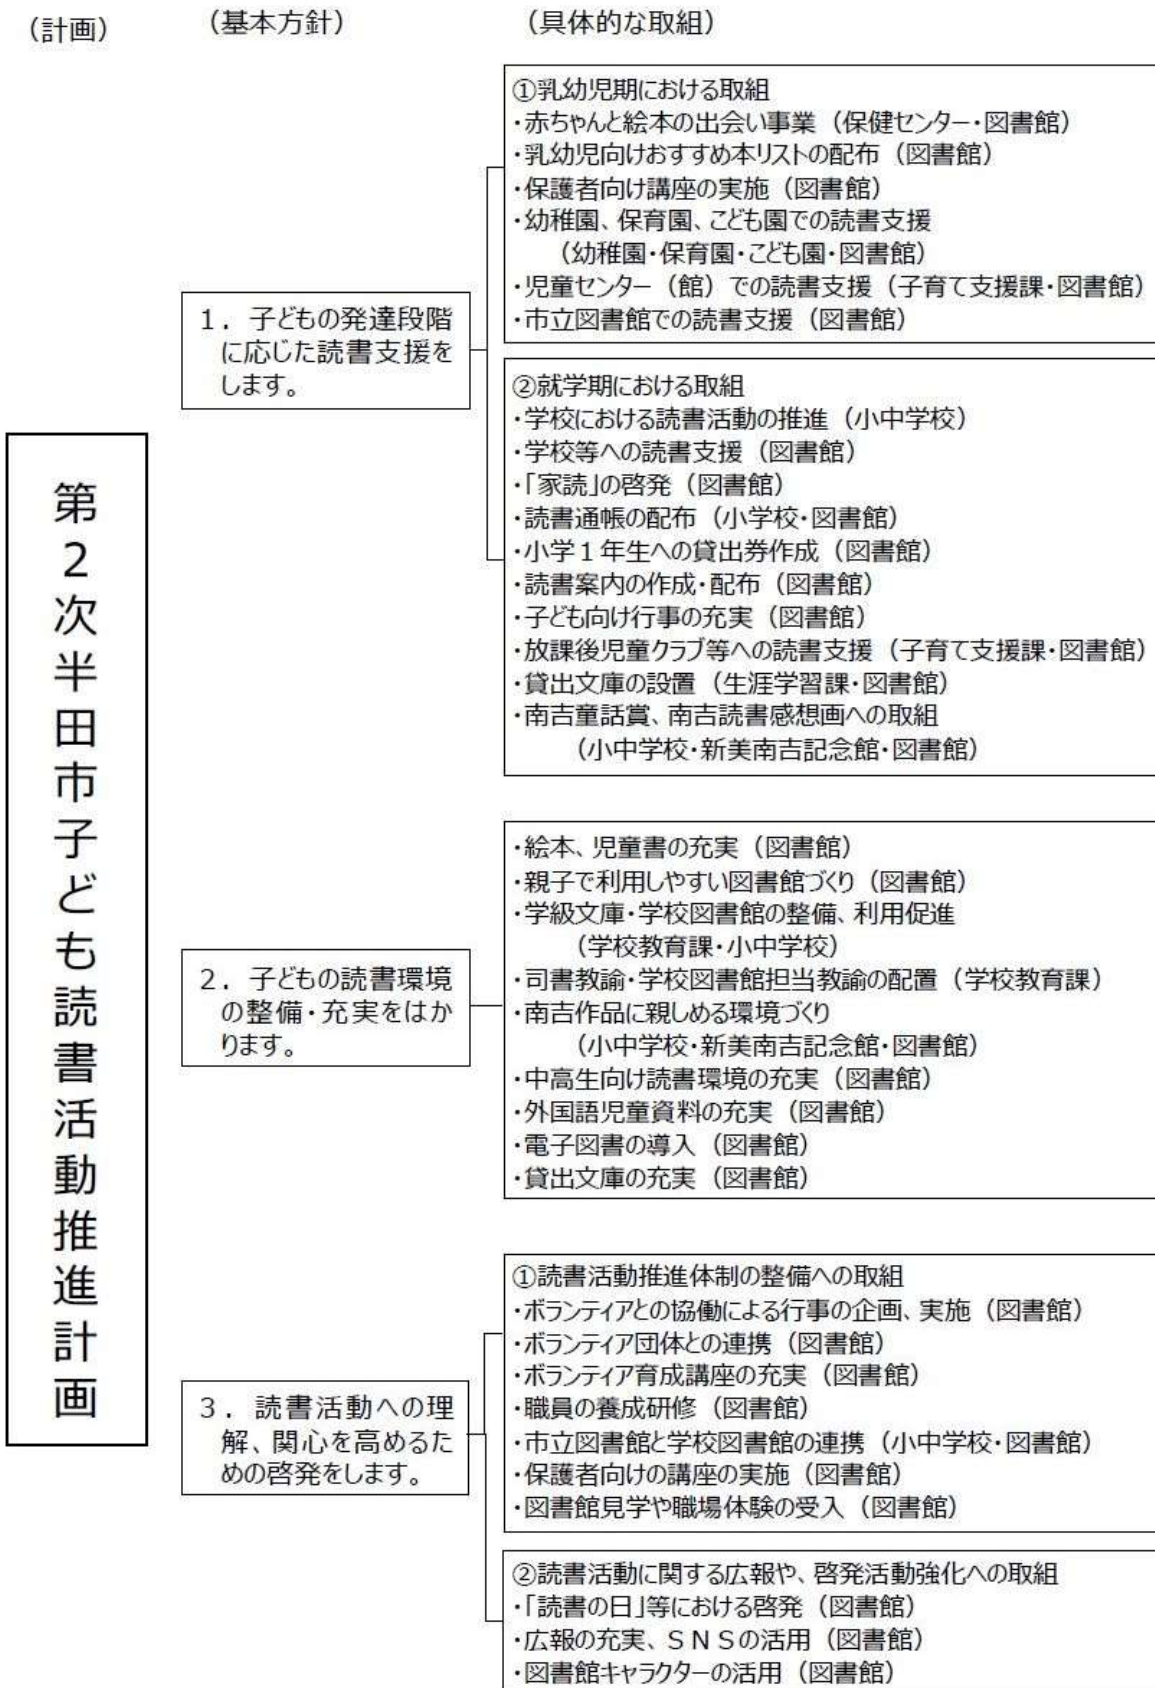 （計画）
（基本方針）
（具体的な取組）
第２次半田市子ども読書活動推進計画
１．子どもの発達段階
に応じた読書支援を
します。
①乳幼児期における取組
・赤ちゃんと絵本の出会い事業（保健センター・図書館）
・乳幼児向けおすすめ本リストの配布（図書館）
・保護者向け講座の実施（図書館）
・幼稚園、保育園、こども園での読書支援
（幼稚園・保育園・こども園・図書館）
・児童センター（館）での読書支援（子育て支援課・図書館）
・市立図書館での読書支援（図書館）
②就学期における取組
・学校における読書活動の推進（小中学校）
・学校等への読書支援（図書館）
・「家読」の啓発（図書館）
・読書通帳の配布（小学校・図書館）
・小学１年生への貸出券作成（図書館）
・読書案内の作成・配布（図書館）
・子ども向け行事の充実（図書館）
・放課後児童クラブ等への読書支援（子育て支援課・図書館）
・貸出文庫の設置（生涯学習課・図書館）
・南吉童話賞、南吉読書感想画への取組
（小中学校・新美南吉記念館・図書館）
２．子どもの読書環境
の整備・充実をはか
ります。
・絵本、児童書の充実（図書館）
・親子で利用しやすい図書館づくり（図書館）
・学級文庫・学校図書館の整備、利用促進
（学校教育課・小中学校）
・司書教諭・学校図書館担当教諭の配置（学校教育課）
・南吉作品に親しめる環境づくり
（小中学校・新美南吉記念館・図書館）
・中高生向け読書環境の充実（図書館）
・外国語児童資料の充実（図書館）
・電子図書の導入（図書館）
・貸出文庫の充実（図書館）
３．読書活動への理
解、関心を高めるた
めの啓発をします。
①読書活動推進体制の整備への取組
・ボランティアとの協働による行事の企画、実施（図書館）
・ボランティア団体との連携（図書館）
・ボランティア育成講座の充実（図書館）
・職員の養成研修（図書館）
・市立図書館と学校図書館の連携（小中学校・図書館）
・保護者向けの講座の実施（図書館）
・図書館見学や職場体験の受入（図書館）
②読書活動に関する広報や、啓発活動強化への取組
・「読書の日」等における啓発（図書館）
・広報の充実、ＳＮＳの活用（図書館）
・図書館キャラクターの活用（図書館）